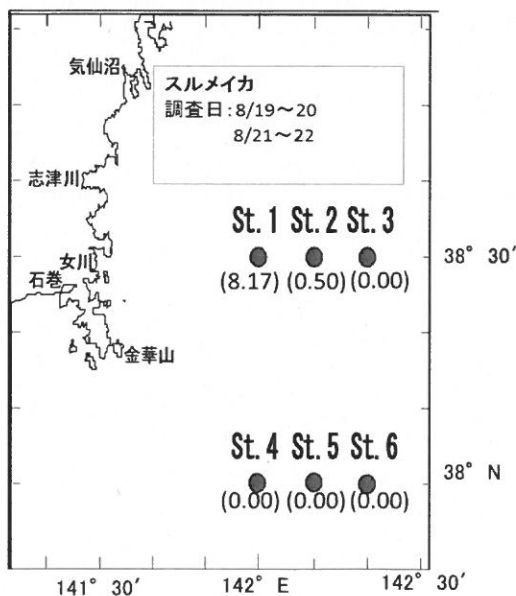 気仙沼
スルメイカ
調査日:8/19～20
8/21～22
志津川
St. 1 St. 2 St. 3
女川
38° 30′
石巻
(8.17) (0.50) (0.00)
金華山
St. 4 St. 5 St. 6
38° N
(0.00) (0.00) (0.00)
141° 30′ 142° E 142° 30′